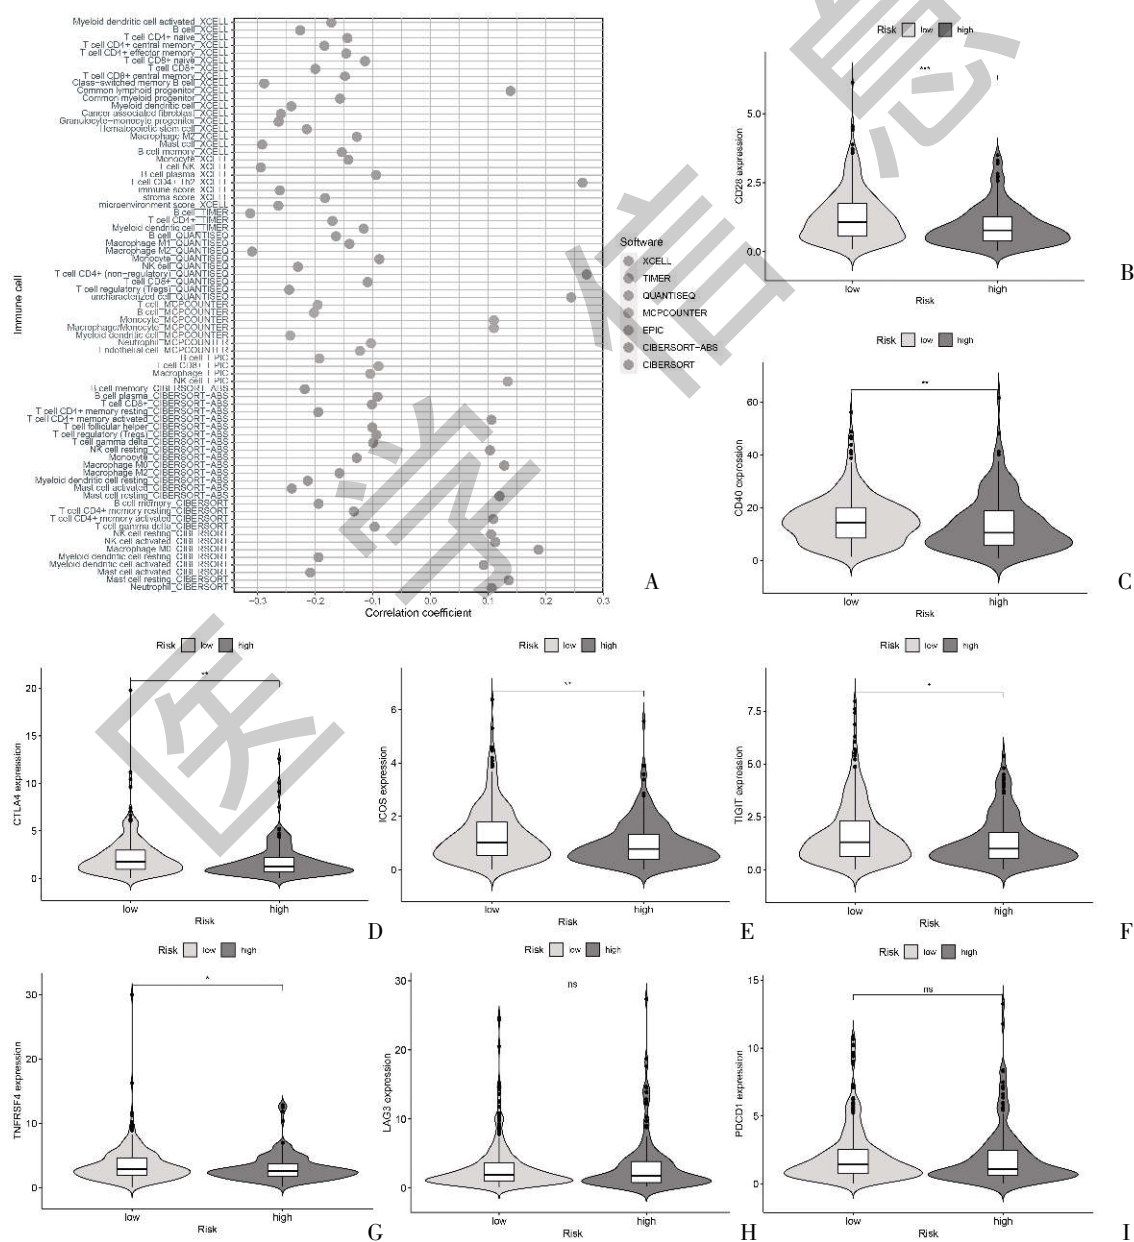 Immune cell
Myeloid dendritic cell activated_XCELL
B cell_XCELL
T cell CD4+ naive_XCELL
T cell CD4+ central memory_XCELL
T cell CD4+ effector memory_XCELL
T cell CD8+ naive_XCELL
T cell CD8+_XCELL
T cell CD8+ central memory_XCELL
Class-switched memory B cell_XCELL
Common lymphoid progenitor_XCELL
Common myeloid progenitor_XCELL
Myeloid dendritic cell_XCELL
Cancer associated fibroblast_XCELL
Granulocyte-monocyte progenitor_XCELL
Hematopoietic stem cell_XCELL
Macrophage M2_XCELL
Mast cell_XCELL
B cell memory_XCELL
Monocyte_XCELL
T cell NK_XCELL
B cell plasma_XCELL
T cell CD4+ Th2_XCELL
immune score_XCELL
stroma score_XCELL
microenvironment score_XCELL
B cell_TIMER
T cell CD4+_TIMER
Myeloid dendritic cell_TIMER
B cell_QUANTISEQ
Macrophage M1_QUANTISEQ
Macrophage M2_QUANTISEQ
Monocyte_QUANTISEQ
NK cell_QUANTISEQ
T cell CD4+ (non-regulatory)_QUANTISEQ
T cell CD8+_QUANTISEQ
T cell regulatory (Tregs)_QUANTISEQ
uncharacterized cell_QUANTISEQ
T cell_MCPCOUNTER
B cell_MCPCOUNTER
Monocyte_MCPCOUNTER
Macrophage/Monocyte_MCPCOUNTER
Myeloid dendritic cell_MCPCOUNTER
Neutrophil_MCPCOUNTER
Endothelial cell_MCPCOUNTER
B cell_EPIC
T cell CD8+_EPIC
Macrophage_EPIC
NK cell_EPIC
B cell memory_CIBERSORT-ABS
B cell plasma_CIBERSORT-ABS
T cell CD8+_CIBERSORT-ABS
T cell CD4+ memory resting_CIBERSORT-ABS
T cell CD4+ memory activated_CIBERSORT-ABS
T cell follicular helper_CIBERSORT-ABS
T cell regulatory (Tregs)_CIBERSORT-ABS
T cell gamma delta_CIBERSORT-ABS
NK cell resting_CIBERSORT-ABS
Monocyte_CIBERSORT-ABS
Macrophage M0_CIBERSORT-ABS
Macrophage M2_CIBERSORT-ABS
Myeloid dendritic cell resting_CIBERSORT-ABS
Mast cell activated_CIBERSORT-ABS
Mast cell resting_CIBERSORT-ABS
B cell memory_CIBERSORT
T cell CD4+ memory resting_CIBERSORT
T cell CD4+ memory activated_CIBERSORT
T cell gamma delta_CIBERSORT
NK cell resting_CIBERSORT
NK cell activated_CIBERSORT
Macrophage M0_CIBERSORT
Myeloid dendritic cell resting_CIBERSORT
Myeloid dendritic cell activated_CIBERSORT
Mast cell activated_CIBERSORT
Mast cell resting_CIBERSORT
Neutrophil_CIBERSORT
-0.3 -0.2 -0.1 0.0 0.1 0.2 0.3
Correlation coefficient
Software
XCELL
TIMER
QUANTISEQ
MCPCOUNTER
EPIC
CIBERSORT-ABS
CIBERSORT
A
Risk low high
***
CD28 expression
5.0
2.5
0.0
low high
Risk
B
Risk low high
**
CD40 expression
60
40
20
0
low high
Risk
C
Risk low high
**
CTLA4 expression
20
15
10
5
0
low high
Risk
D
Risk low high
**
ICOS expression
6
4
2
0
low high
Risk
E
Risk low high
*
TIGIT expression
7.5
5.0
2.5
0.0
low high
Risk
F
Risk low high
*
TNFRSF4 expression
30
20
10
0
low high
Risk
G
Risk low high
ns
LAG3 expression
30
20
10
0
low high
Risk
H
Risk low high
ns
PDCD1 expression
15
10
5
0
low high
Risk
I
医学信息